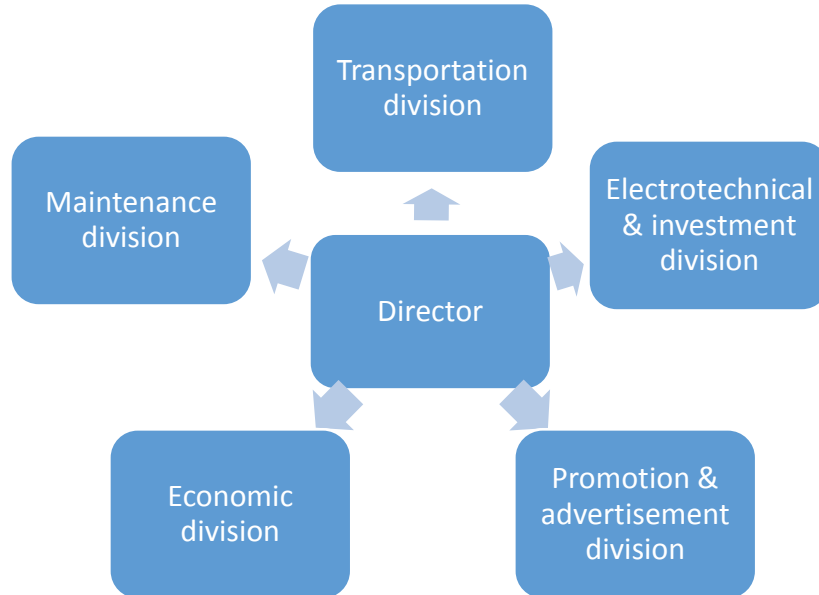 Transportation
division
Maintenance
division
Electrotechnical
& investment
division
Director
Economic
division
Promotion &
advertisement
division